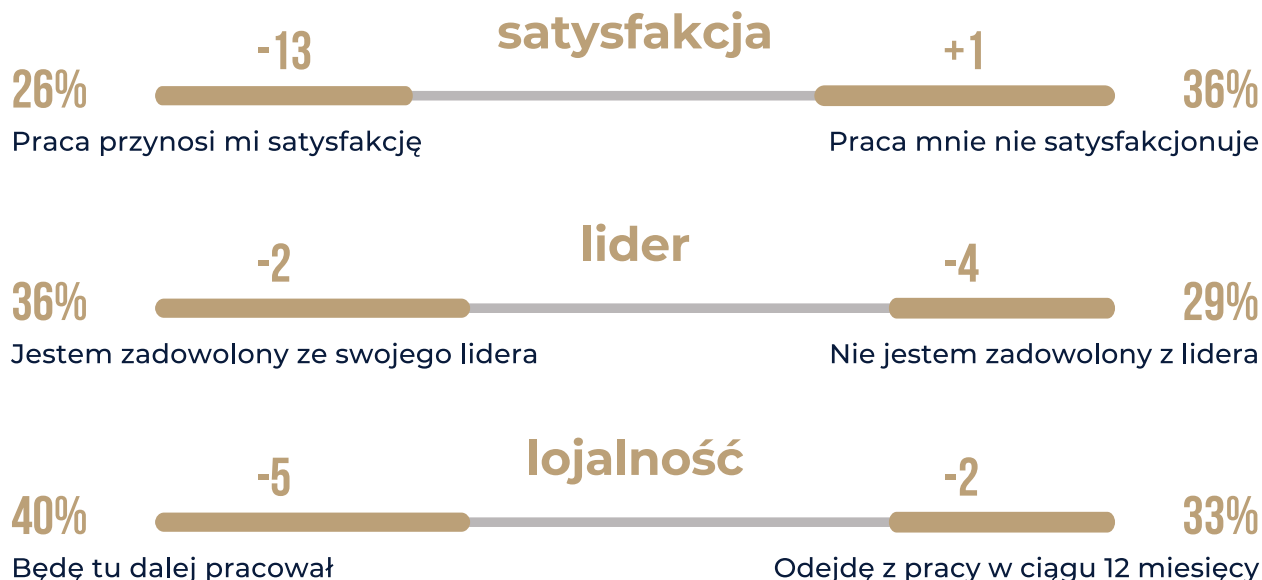 satysfakcja
-13
+1
26%
36%
Praca przynosi mi satysfakcję
Praca mnie nie satysfakcjonuje
lider
-2
-4
36%
29%
Jestem zadowolony ze swojego lidera
Nie jestem zadowolony z lidera
lojalność
-5
-2
40%
33%
Będę tu dalej pracował
Odejdę z pracy w ciągu 12 miesięcy